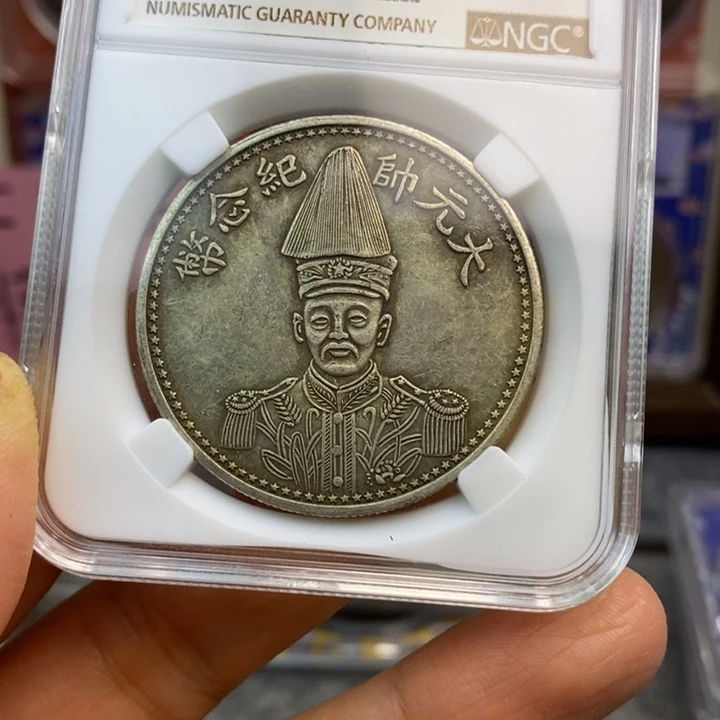 NUMISMATIC GUARANTY COMPANY
NGC®
大元帥紀念幣